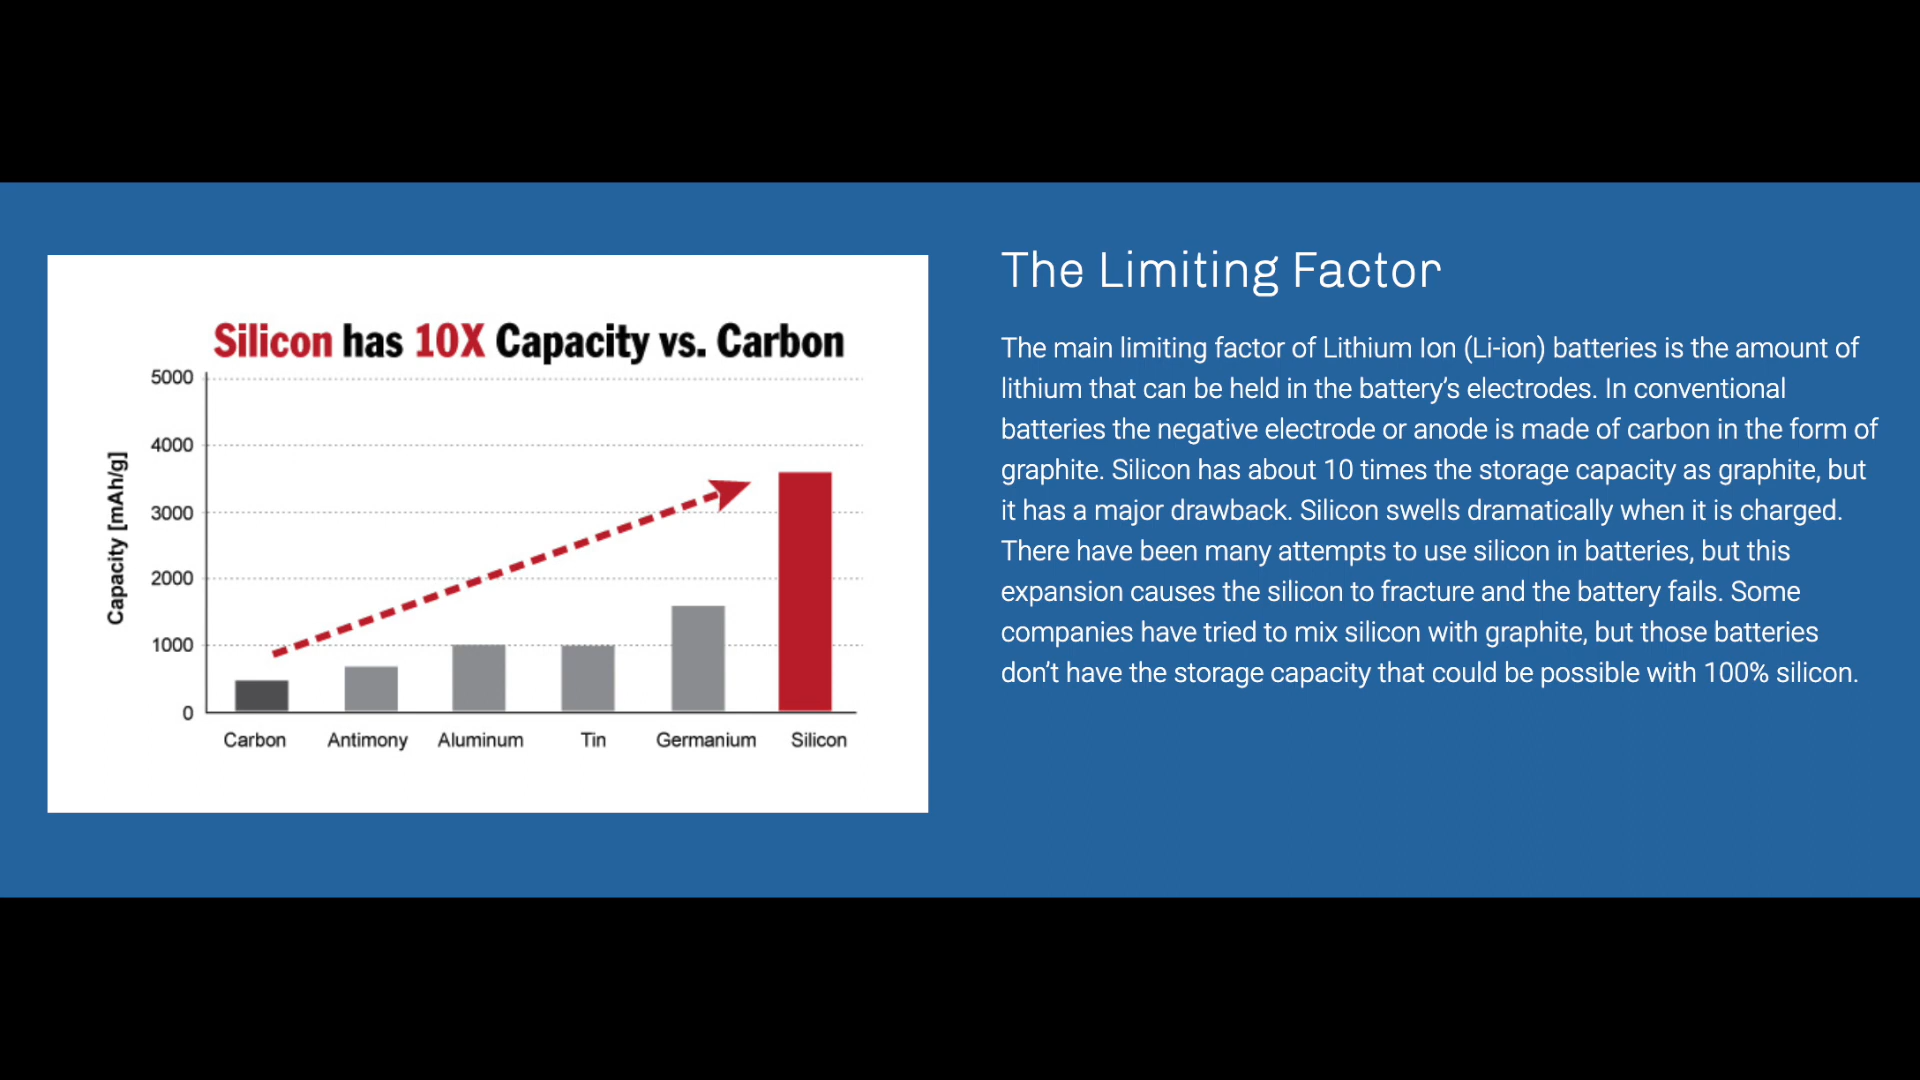 Silicon has 10X Capacity vs. Carbon
5000
4000
3000
2000
1000
0
Capacity [mAh/g]
Carbon Antimony Aluminum Tin Germanium Silicon
The Limiting Factor
The main limiting factor of Lithium Ion (Li-ion) batteries is the amount of
lithium that can be held in the battery’s electrodes. In conventional
batteries the negative electrode or anode is made of carbon in the form of
graphite. Silicon has about 10 times the storage capacity as graphite, but
it has a major drawback. Silicon swells dramatically when it is charged.
There have been many attempts to use silicon in batteries, but this
expansion causes the silicon to fracture and the battery fails. Some
companies have tried to mix silicon with graphite, but those batteries
don’t have the storage capacity that could be possible with 100% silicon.